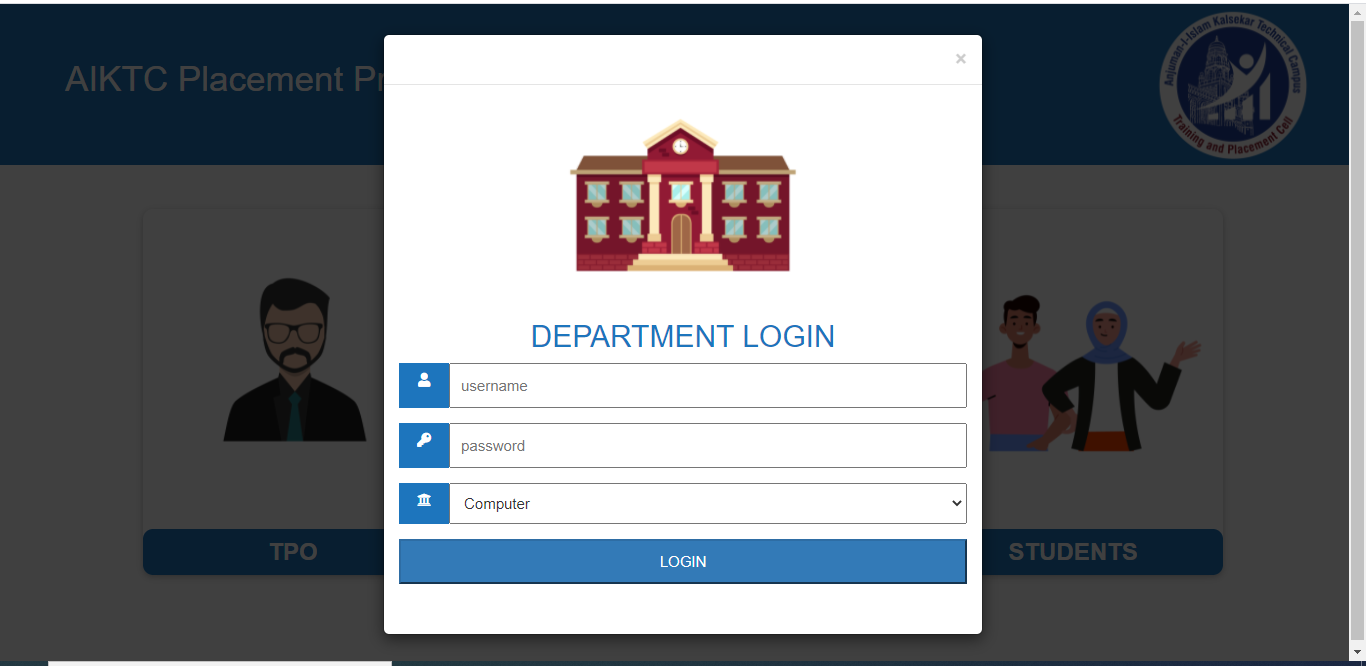 ×
AIKTC Placement Pr
Anjuman-I-Islam Kalsekar Technical Campus
Training and Placement Cell
DEPARTMENT LOGIN
username
password
Computer
LOGIN
TPO
STUDENTS